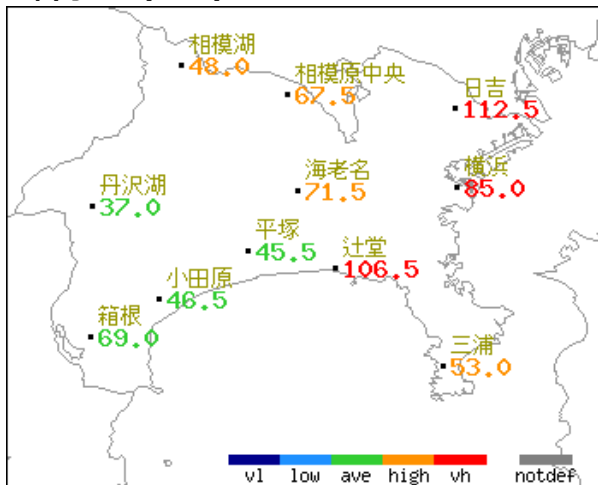 相模湖
48.0
相模原中央
67.5
日吉
112.5
海老名
71.5
横浜
85.0
丹沢湖
37.0
平塚
45.5
辻堂
106.5
小田原
46.5
箱根
69.0
三浦
53.0
vl low ave high vh notdef